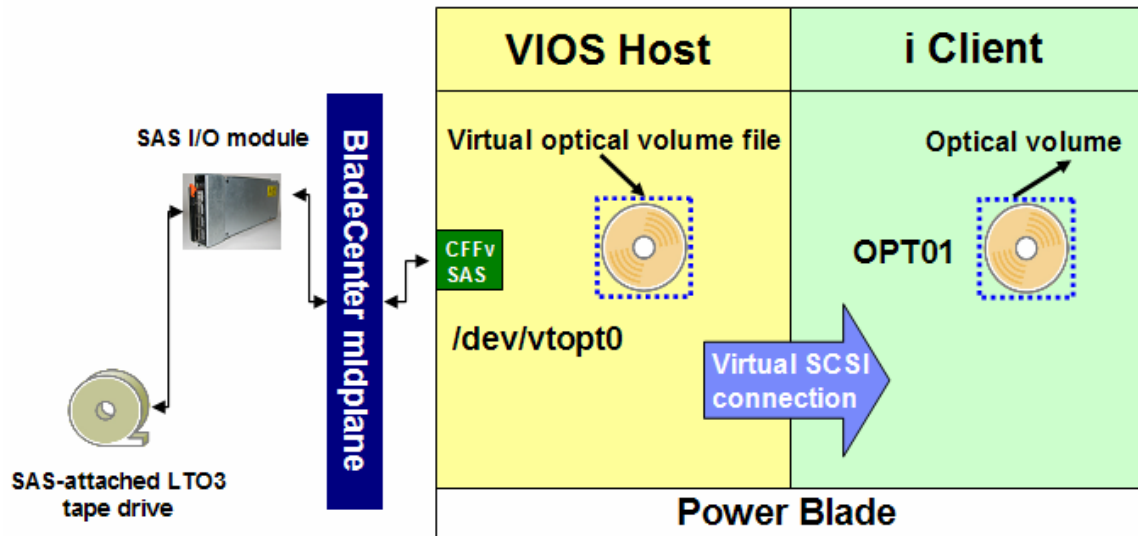 VIOS Host
i Client
SAS I/O module
BladeCenter midplane
Virtual optical volume file
Optical volume
CFFv
SAS
OPT01
/dev/vtopt0
Virtual SCSI
connection
SAS-attached LTO3
tape drive
Power Blade